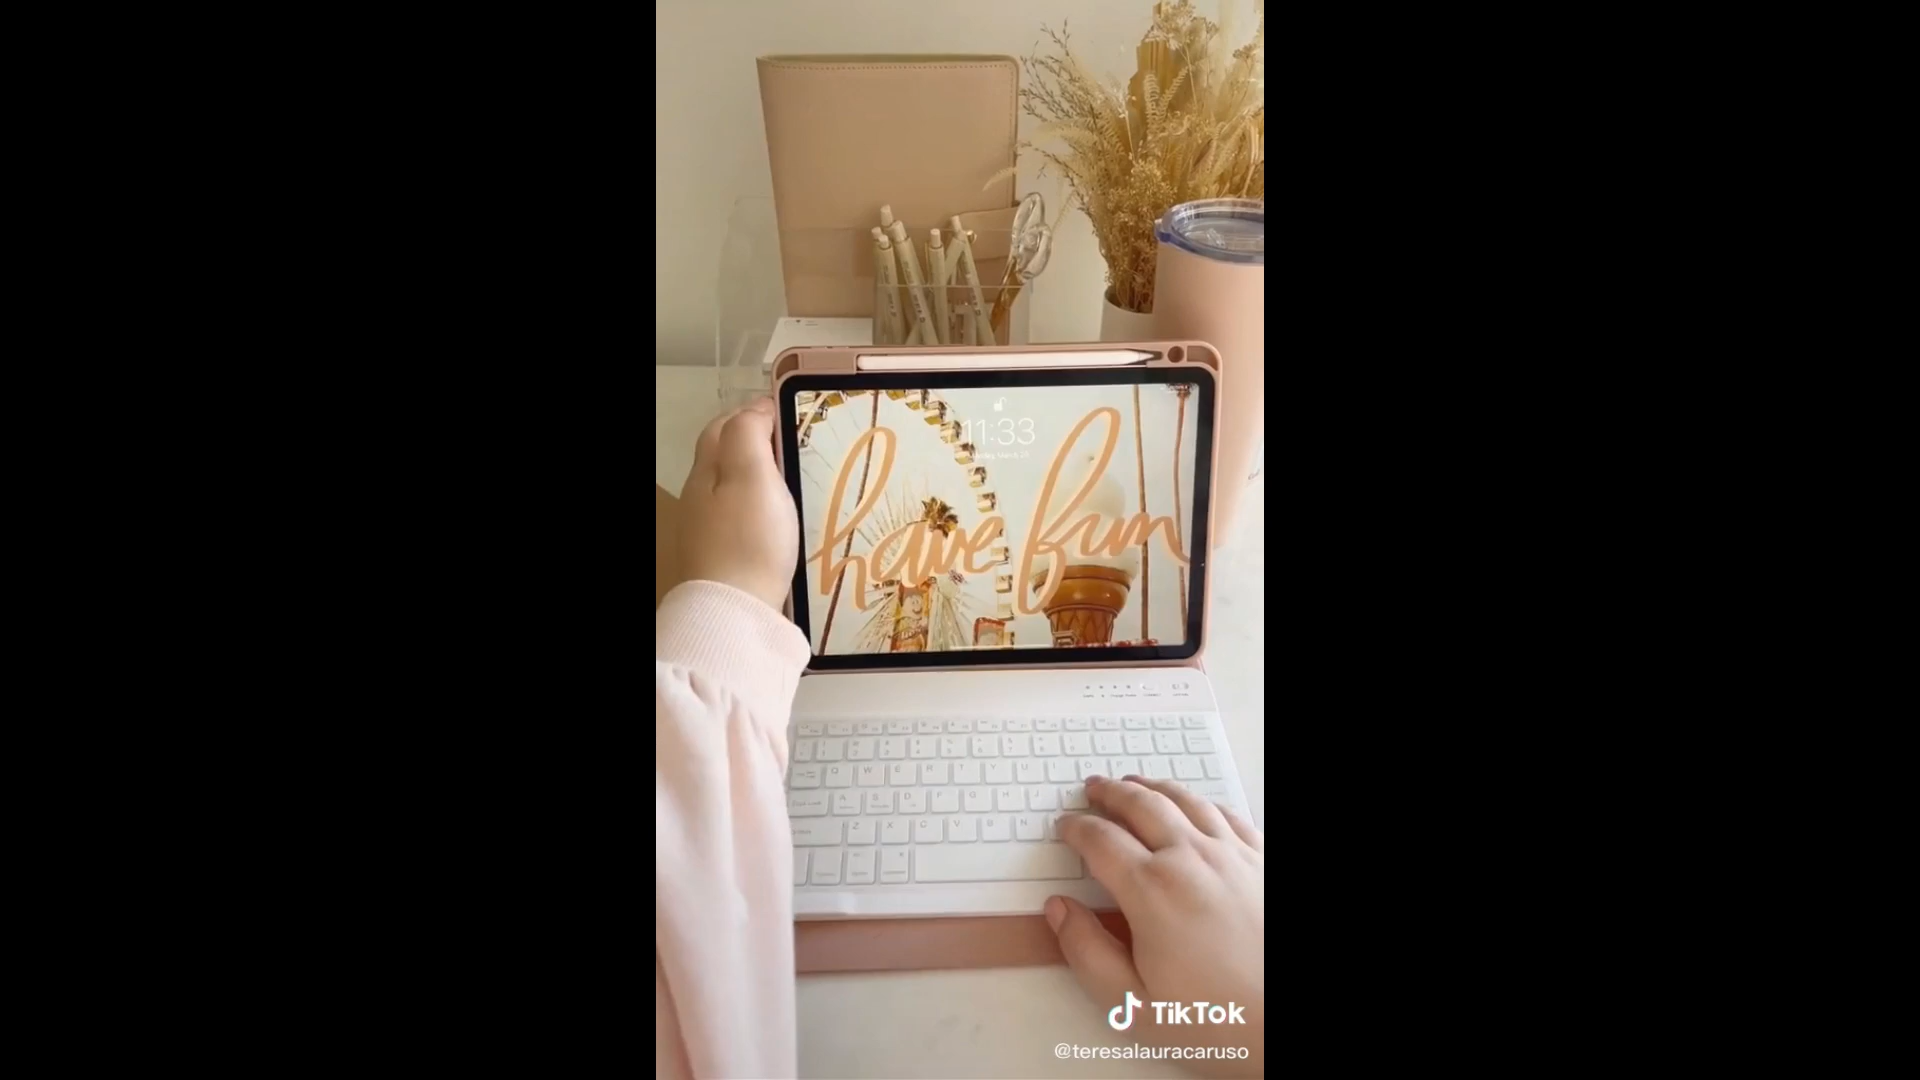 11:33
have fun
Q W E R T Y U I O P
A S D F G H J K
Z X C V B N
TikTok
@teresalauracaruso